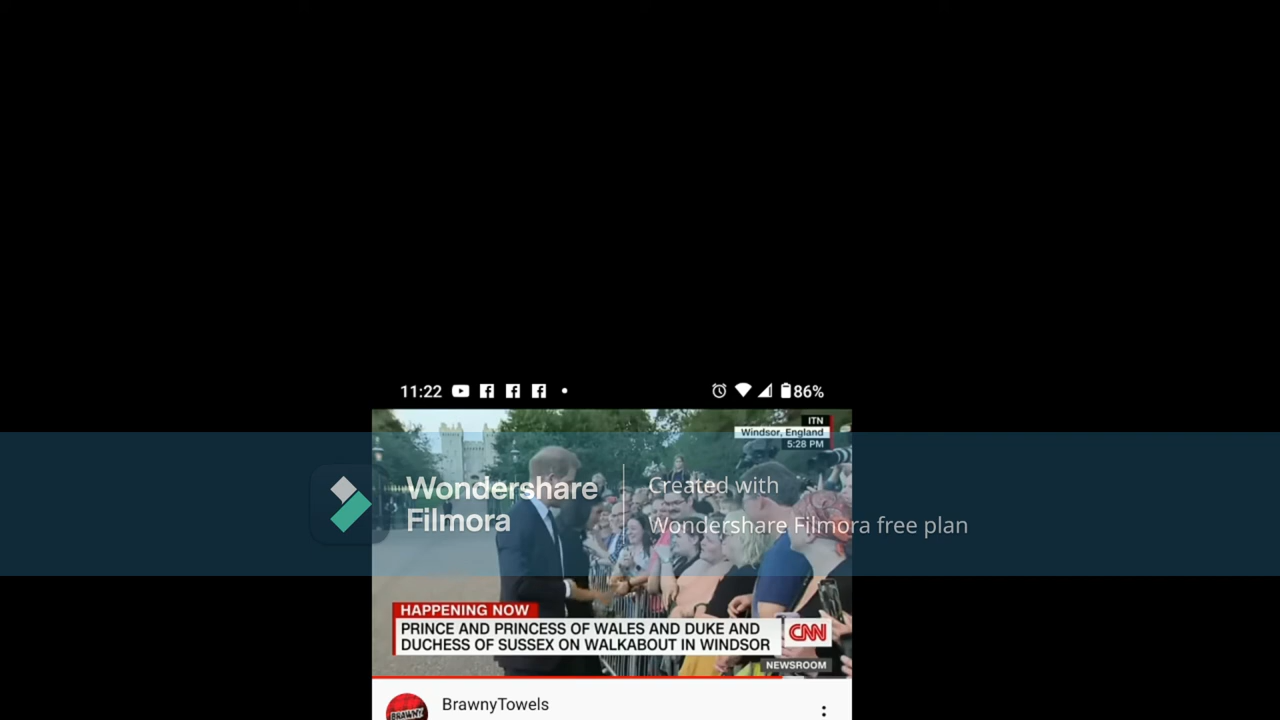 11:22
86%
ITN
Windsor, England
5:28 PM
Wondershare
Filmora
Created with
Wondershare Filmora free plan
HAPPENING NOW
PRINCE AND PRINCESS OF WALES AND DUKE AND
DUCHESS OF SUSSEX ON WALKABOUT IN WINDSOR
CNN
NEWSROOM
BrawnyTowels
BRAWNY